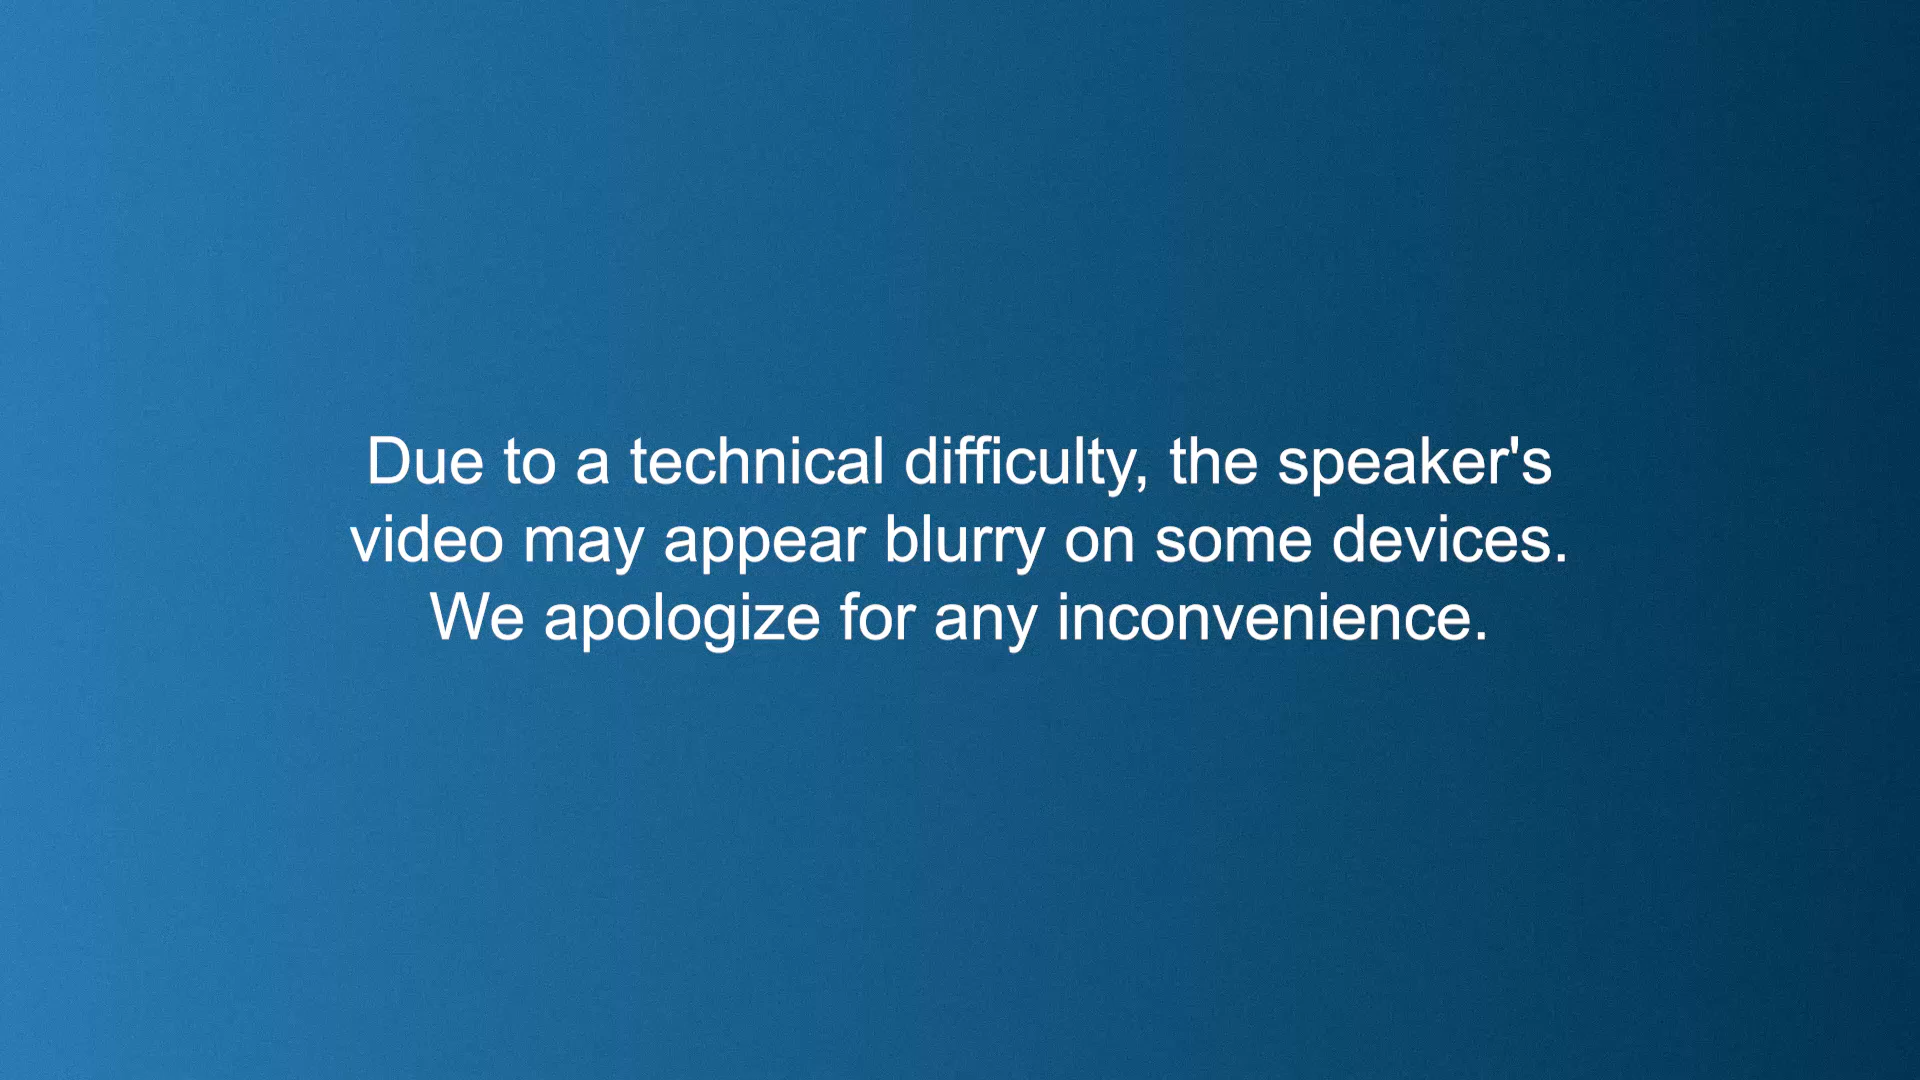 Due to a technical difficulty, the speaker's
video may appear blurry on some devices.
We apologize for any inconvenience.